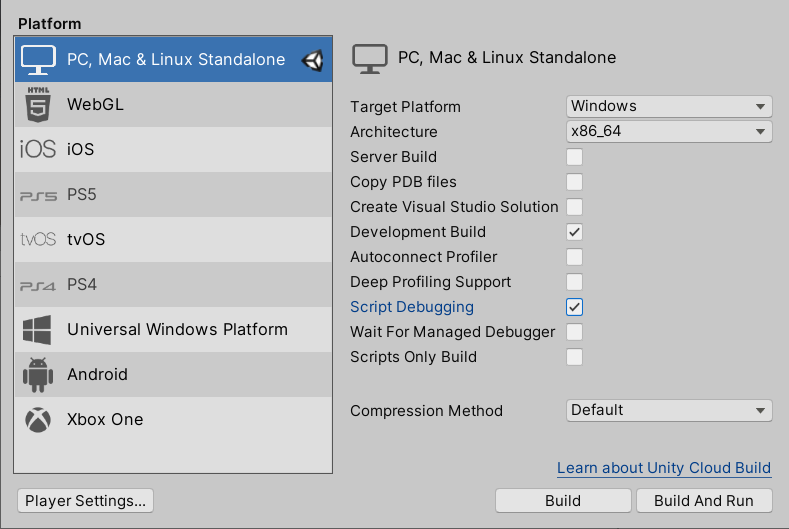 Platform
PC, Mac & Linux Standalone
HTML
5
WebGL
iOS iOS
PS5 PS5
tvOS tvOS
PS4 PS4
Universal Windows Platform
Android
Xbox One
Player Settings...
PC, Mac & Linux Standalone
Target Platform Windows
Architecture x86_64
Server Build
Copy PDB files
Create Visual Studio Solution
Development Build
Autoconnect Profiler
Deep Profiling Support
Script Debugging
Wait For Managed Debugger
Scripts Only Build
Compression Method Default
Learn about Unity Cloud Build
Build Build And Run